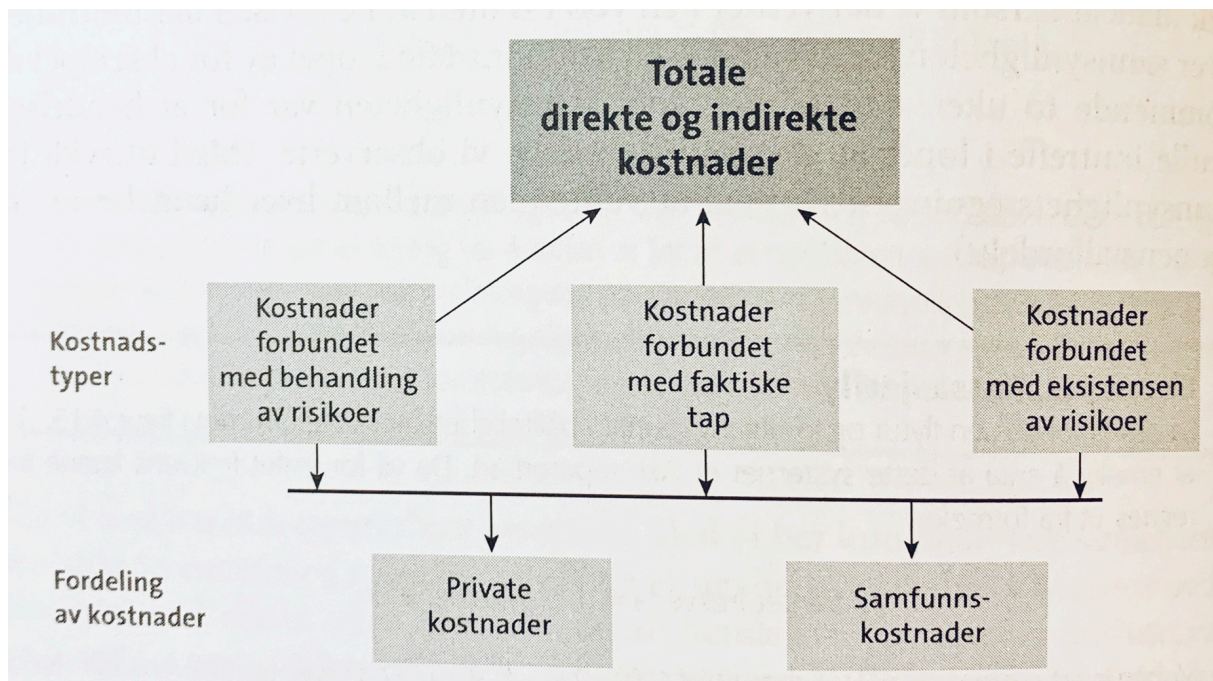 Totale
direkte og indirekte
kostnader
Kostnads-
typer
Kostnader
forbundet
med behandling
av risikoer
Kostnader
forbundet
med faktiske
tap
Kostnader
forbundet
med eksistensen
av risikoer
Fordeling
av kostnader
Private
kostnader
Samfunns-
kostnader